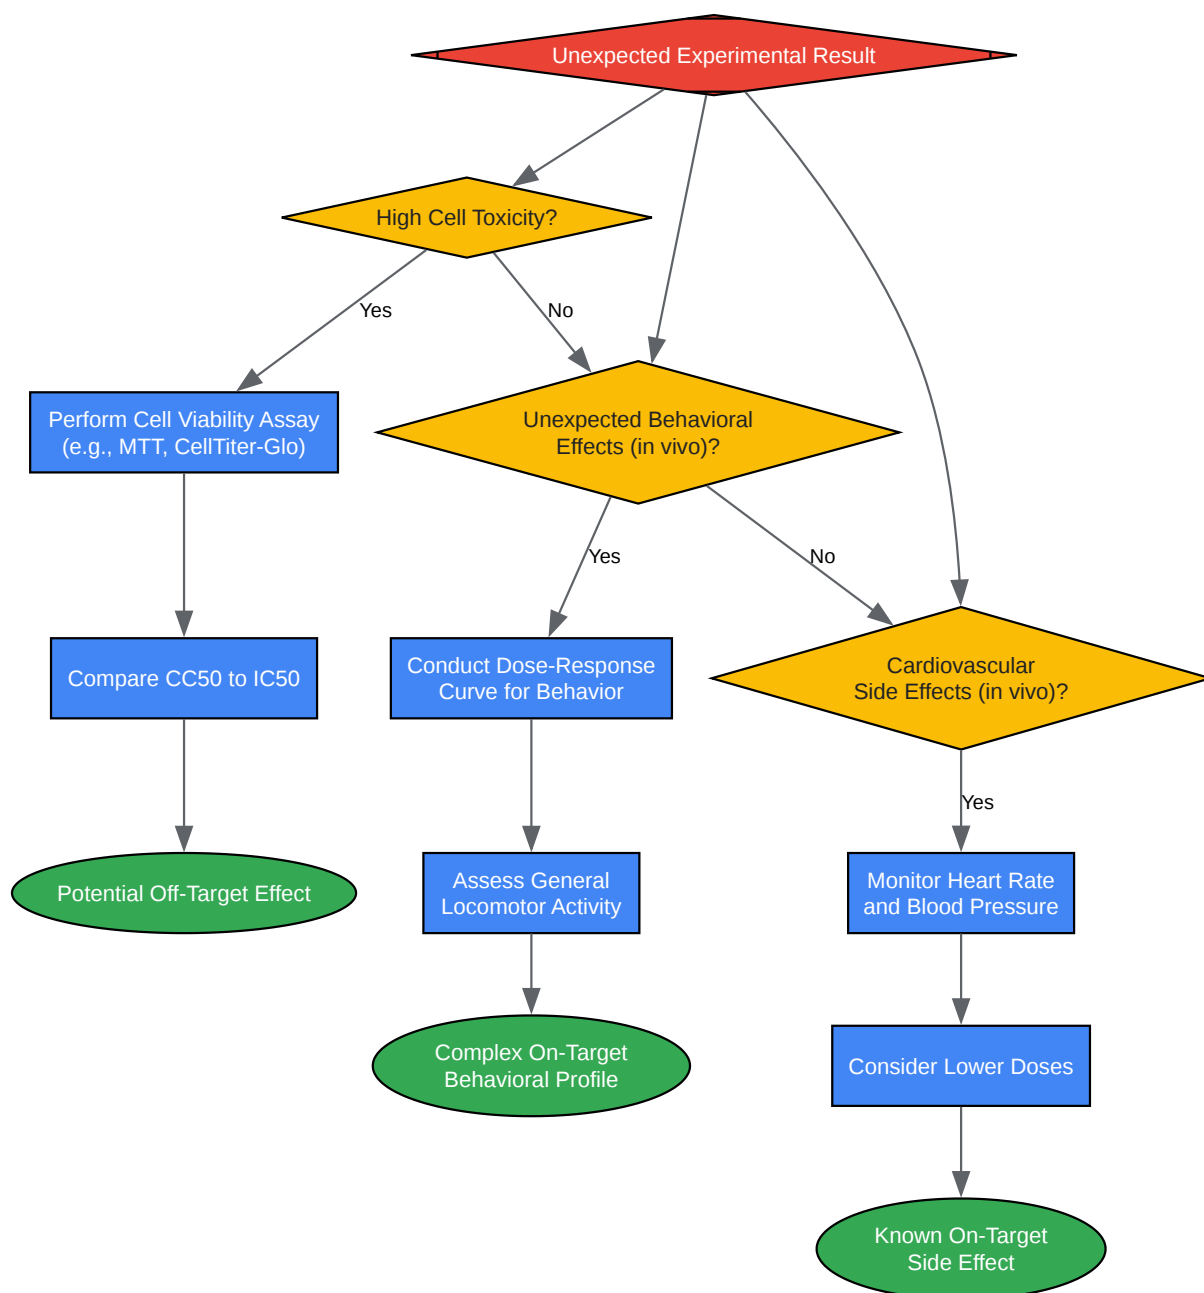 Unexpected Experimental Result
High Cell Toxicity?
Yes
No
Perform Cell Viability Assay
(e.g., MTT, CellTiter-Glo)
Unexpected Behavioral
Effects (in vivo)?
Yes
No
Compare CC50 to IC50
Conduct Dose-Response
Curve for Behavior
Cardiovascular
Side Effects (in vivo)?
Yes
Potential Off-Target Effect
Assess General
Locomotor Activity
Monitor Heart Rate
and Blood Pressure
Complex On-Target
Behavioral Profile
Consider Lower Doses
Known On-Target
Side Effect